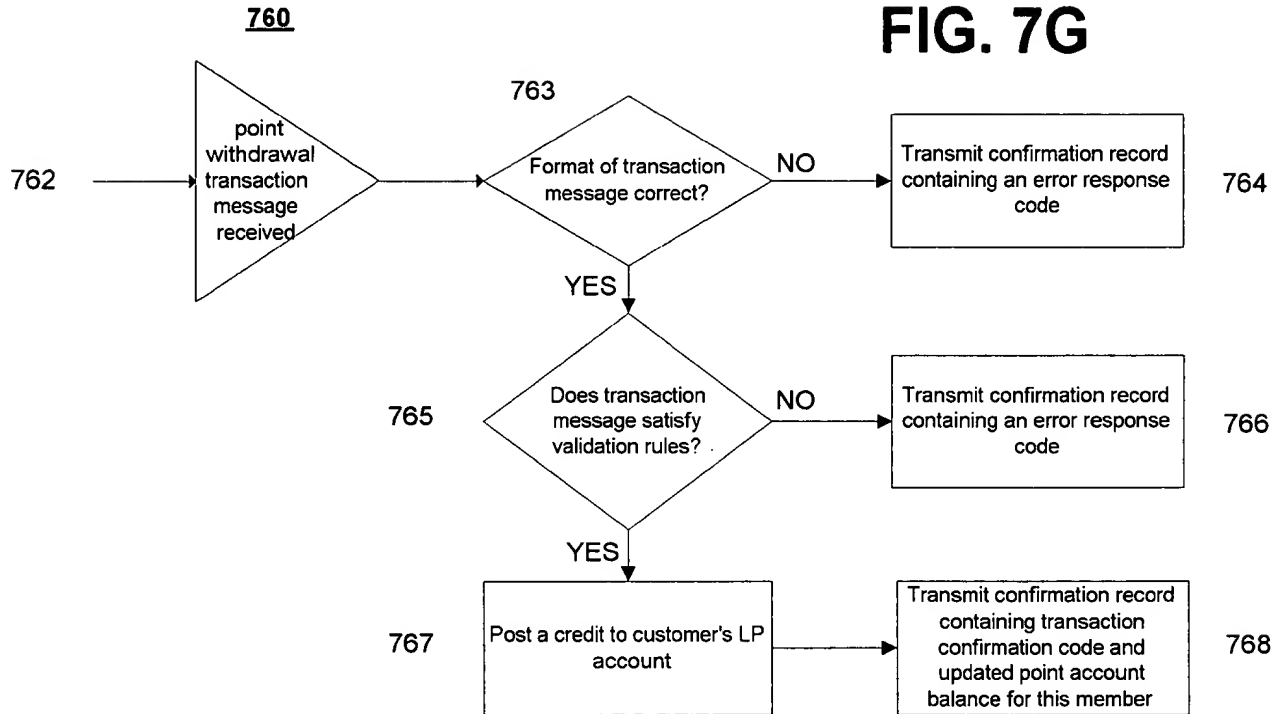 760
FIG. 7G
762
point
withdrawal
transaction
message
received
763
Format of transaction
message correct?
NO
Transmit confirmation record
containing an error response
code
764
YES
765
Does transaction
message satisfy
validation rules?
NO
Transmit confirmation record
containing an error response
code
766
YES
767
Post a credit to customer's LP
account
Transmit confirmation record
containing transaction
confirmation code and
updated point account
balance for this member
768